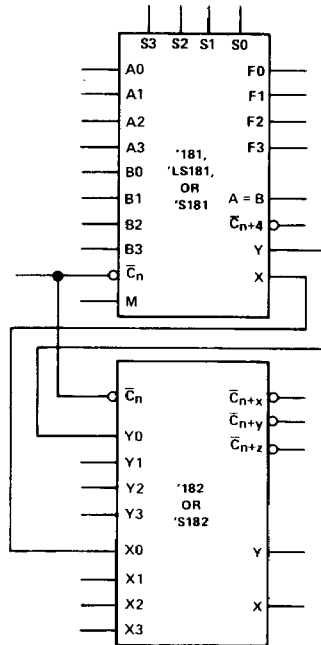 S3 S2 S1 S0
A0 F0
A1 F1
A2 F2
A3 F3
'181,
'LS181,
OR
'S181
B0
B1 A = B
B2 C̅n+4
B3 Y
C̅n X
M
C̅n C̅n+x
C̅n+y
Y0 C̅n+z
Y1
Y2
Y3
'182
OR
'S182
X0 Y
X1
X2 X
X3